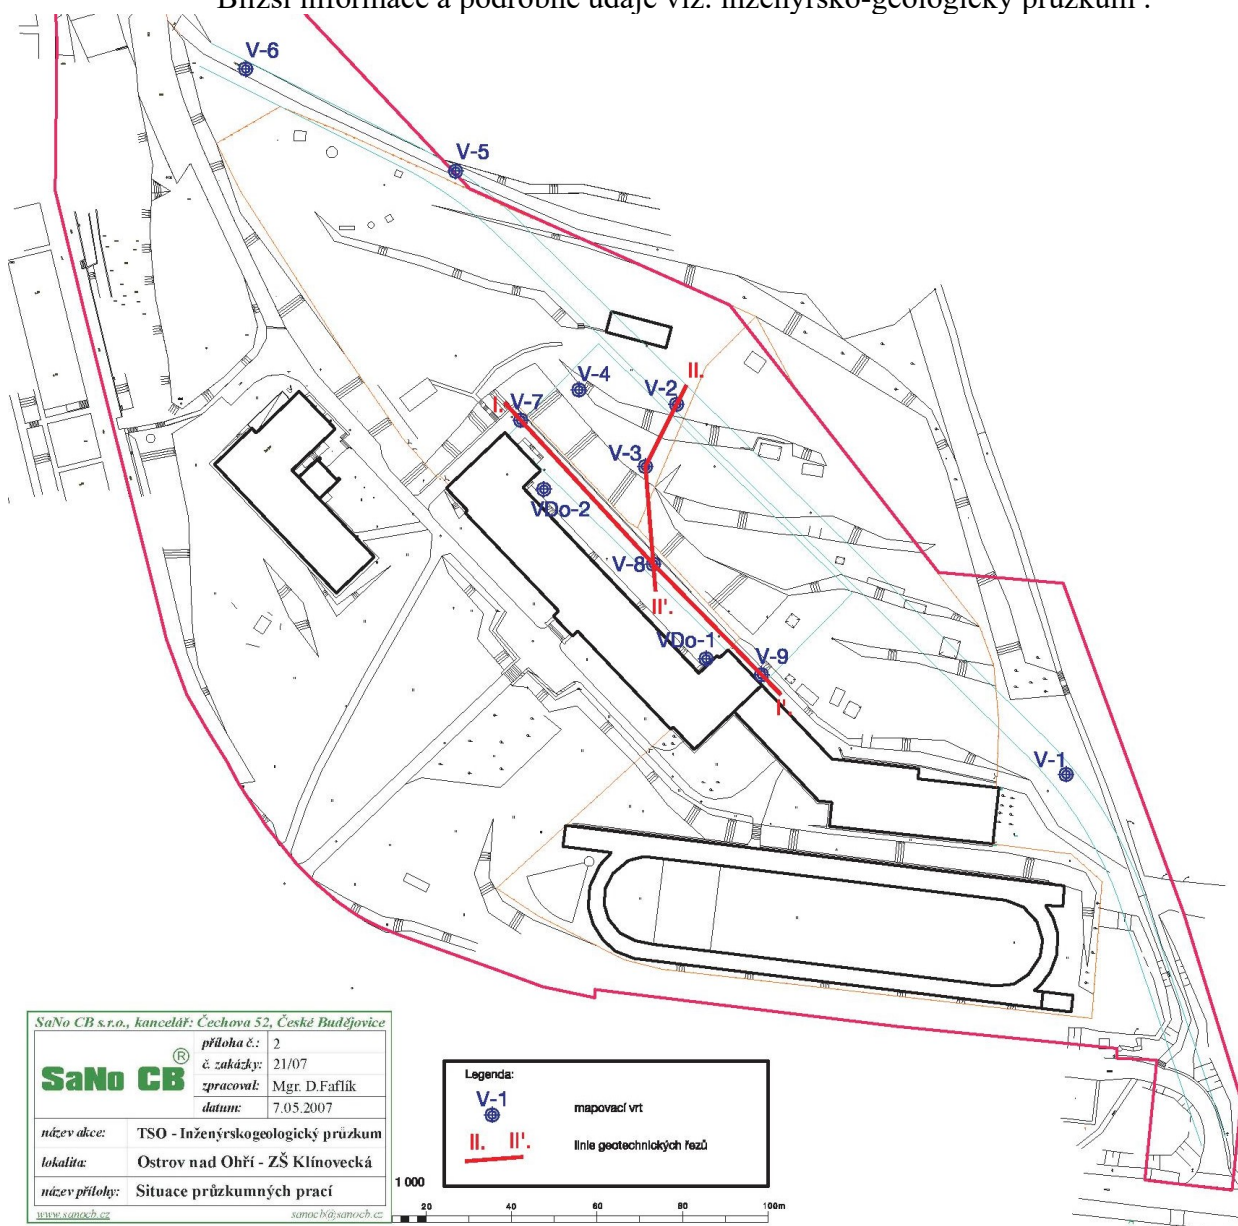 Bližší informace a podrobné údaje viz. inženýrsko-geologický průzkum .
V-6
V-5
V-4
V-2
II.
I.
V-7
V-3
VDo-2
V-8
II'.
VDo-1
V-9
I'.
V-1
SaNo CB s.r.o., kancelář: Čechova 52, České Budějovice
SaNo CB ®
příloha č.: 2
č. zakázky: 21/07
zpracoval: Mgr. D.Faflík
datum: 7.05.2007
název akce: TSO - Inženýrskogeologický průzkum
lokalita: Ostrov nad Ohří - ZŠ Klínovecká
název přílohy: Situace průzkumných prací
www.sanocb.cz sanocb@sanocb.cz
Legenda:
V-1 mapovací vrt
II. II'. linie geotechnických řezů
1 000
20 40 60 80 100m